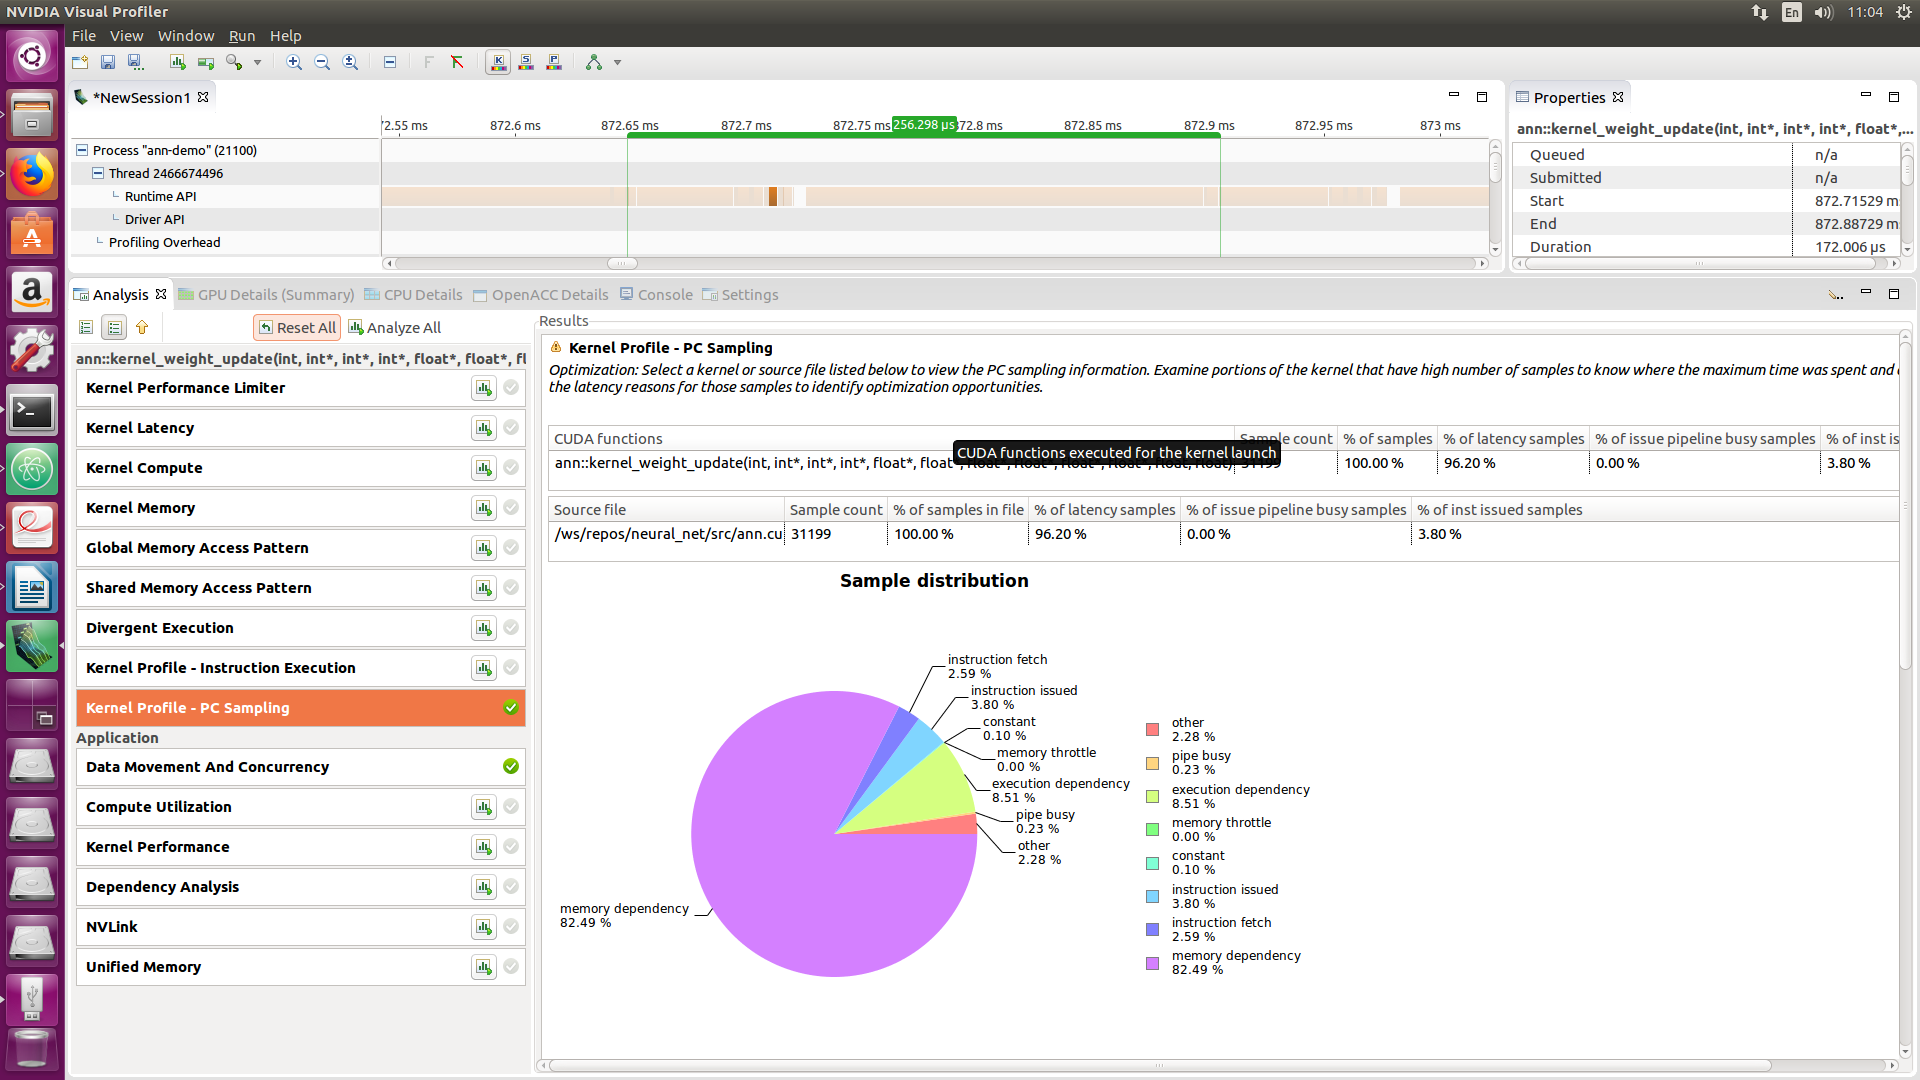 NVIDIA Visual Profiler
En
11:04
File View Window Run Help
*NewSession1
Properties
2.55 ms 872.6 ms 872.65 ms 872.7 ms 872.75 ms 256.298 µs 72.8 ms 872.85 ms 872.9 ms 872.95 ms 873 ms
ann::kernel_weight_update(int, int*, int*, int*, float*,...
Process "ann-demo" (21100)
Thread 2466674496
Runtime API
Driver API
Profiling Overhead
Queued n/a
Submitted n/a
Start 872.71529 m
End 872.88729 m
Duration 172.006 µs
Analysis GPU Details (Summary) CPU Details OpenACC Details Console Settings
Reset All Analyze All
ann::kernel_weight_update(int, int*, int*, int*, float*, float*, fl
Kernel Performance Limiter
Kernel Latency
Kernel Compute
Kernel Memory
Global Memory Access Pattern
Shared Memory Access Pattern
Divergent Execution
Kernel Profile - Instruction Execution
Kernel Profile - PC Sampling
Application
Data Movement And Concurrency
Compute Utilization
Kernel Performance
Dependency Analysis
NVLink
Unified Memory
Results
Kernel Profile - PC Sampling
Optimization: Select a kernel or source file listed below to view the PC sampling information. Examine portions of the kernel that have high number of samples to know where the maximum time was spent and
the latency reasons for those samples to identify optimization opportunities.
CUDA functions Sample count % of samples % of latency samples % of issue pipeline busy samples % of inst is
CUDA functions executed for the kernel launch
ann::kernel_weight_update(int, int*, int*, int*, float*, float* 100.00 % 96.20 % 0.00 % 3.80 %
Source file Sample count % of samples in file % of latency samples % of issue pipeline busy samples % of inst issued samples
/ws/repos/neural_net/src/ann.cu 31199 100.00 % 96.20 % 0.00 % 3.80 %
Sample distribution
instruction fetch
2.59 %
instruction issued
3.80 %
constant
0.10 %
memory throttle
0.00 %
execution dependency
8.51 %
pipe busy
0.23 %
other
2.28 %
memory dependency
82.49 %
other
2.28 %
pipe busy
0.23 %
execution dependency
8.51 %
memory throttle
0.00 %
constant
0.10 %
instruction issued
3.80 %
instruction fetch
2.59 %
memory dependency
82.49 %